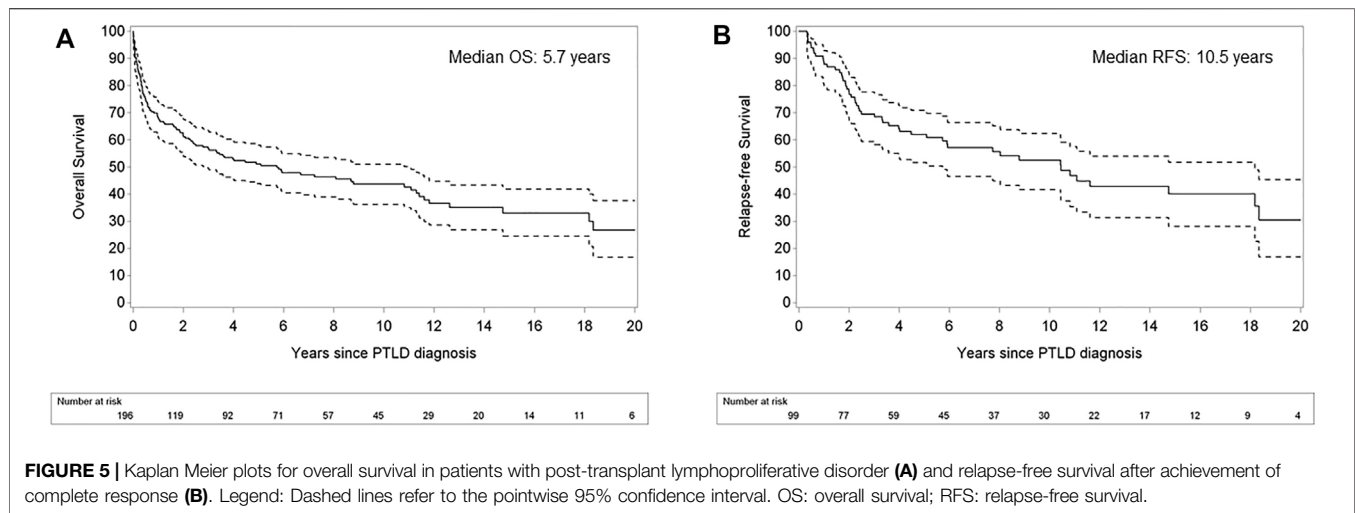 A
Median OS: 5.7 years
Overall Survival
100
90
80
70
60
50
40
30
20
10
0
0 2 4 6 8 10 12 14 16 18 20
Years since PTLD diagnosis
Number at risk
196 119 92 71 57 45 29 20 14 11 6
B
Median RFS: 10.5 years
Relapse-free Survival
100
90
80
70
60
50
40
30
20
10
0
0 2 4 6 8 10 12 14 16 18 20
Years since PTLD diagnosis
Number at risk
99 77 59 45 37 30 22 17 12 9 4
FIGURE 5 | Kaplan Meier plots for overall survival in patients with post-transplant lymphoproliferative disorder (A) and relapse-free survival after achievement of
complete response (B). Legend: Dashed lines refer to the pointwise 95% confidence interval. OS: overall survival; RFS: relapse-free survival.